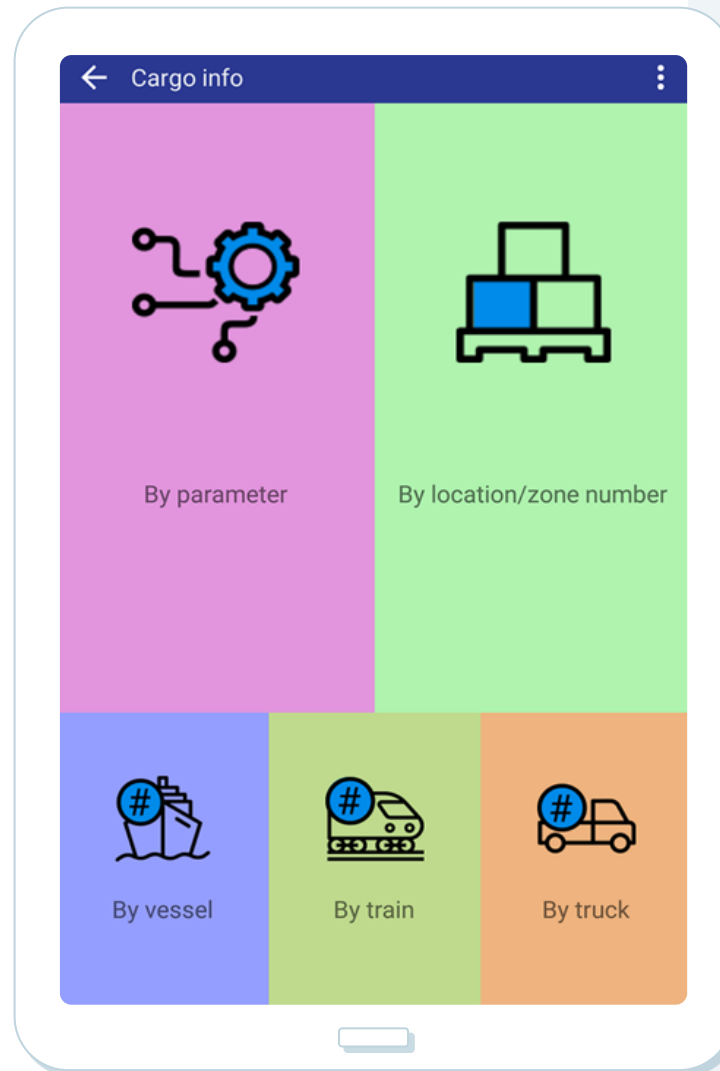 Cargo info
By parameter
By location/zone number
#
#
#
By vessel
By train
By truck